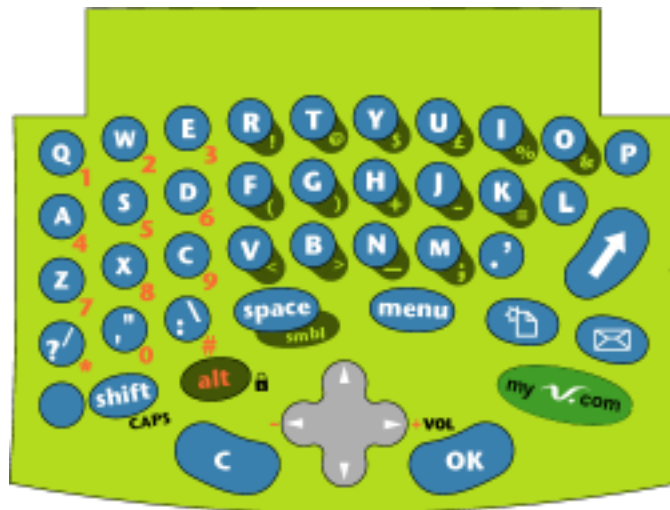 Q W E R T Y U I O P
1 2 3 ! @ $ £ % &
A S D F G H J K L
4 5 6 ( ) + - =
Z X C V B N M . '
7 8 9 < > _ ;
? / , " : \ space menu
* 0 # smbl
shift alt my V.com
CAPS - + VOL
C OK